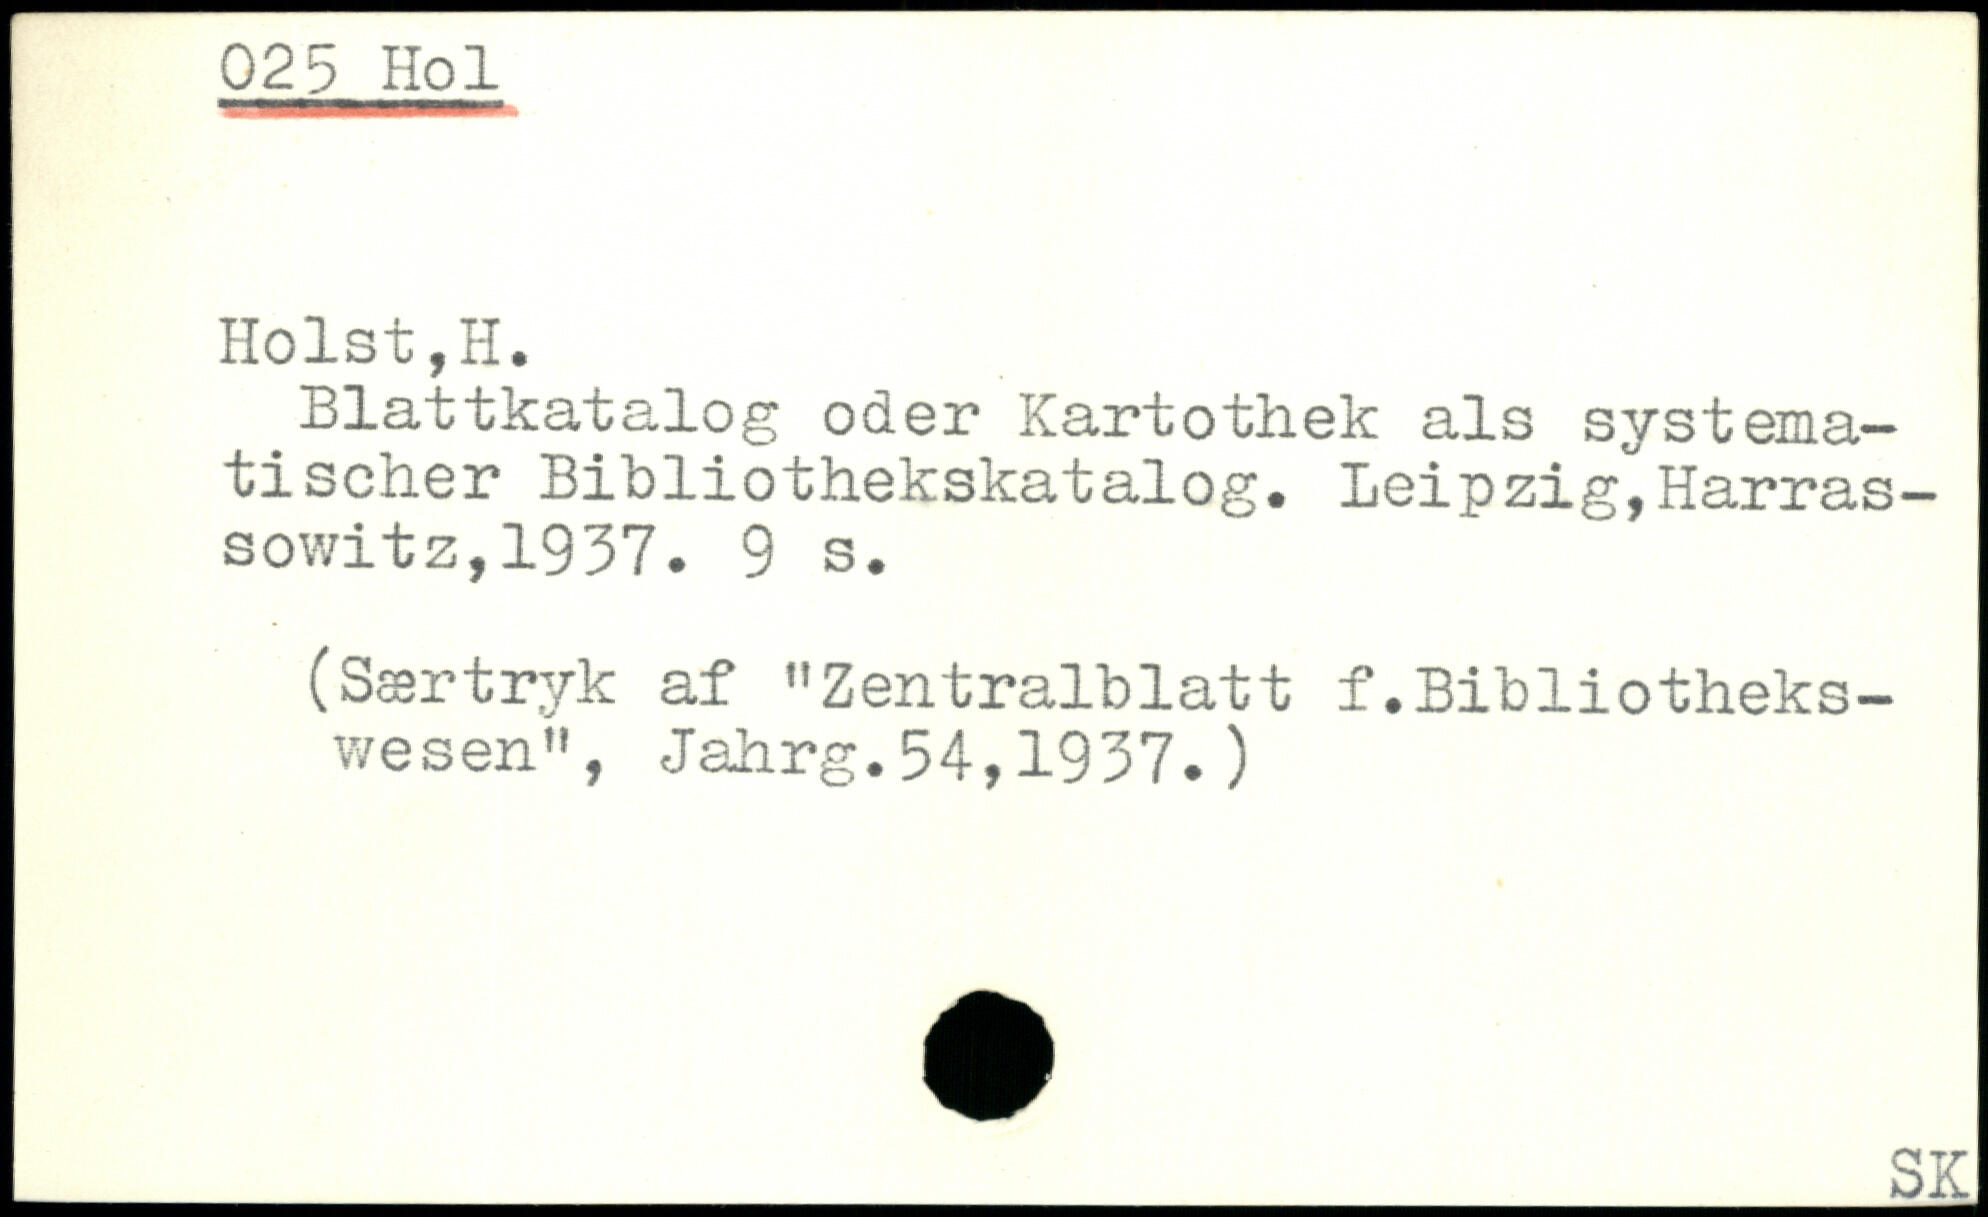 025 Hol
Holst,H.
Blattkatalog oder Kartothek als systema-
tischer Bibliothekskatalog. Leipzig,Harras-
sowitz,1937. 9 s.
(Særtryk af "Zentralblatt f.Bibliotheks-
wesen", Jahrg.54,1937.)
SK